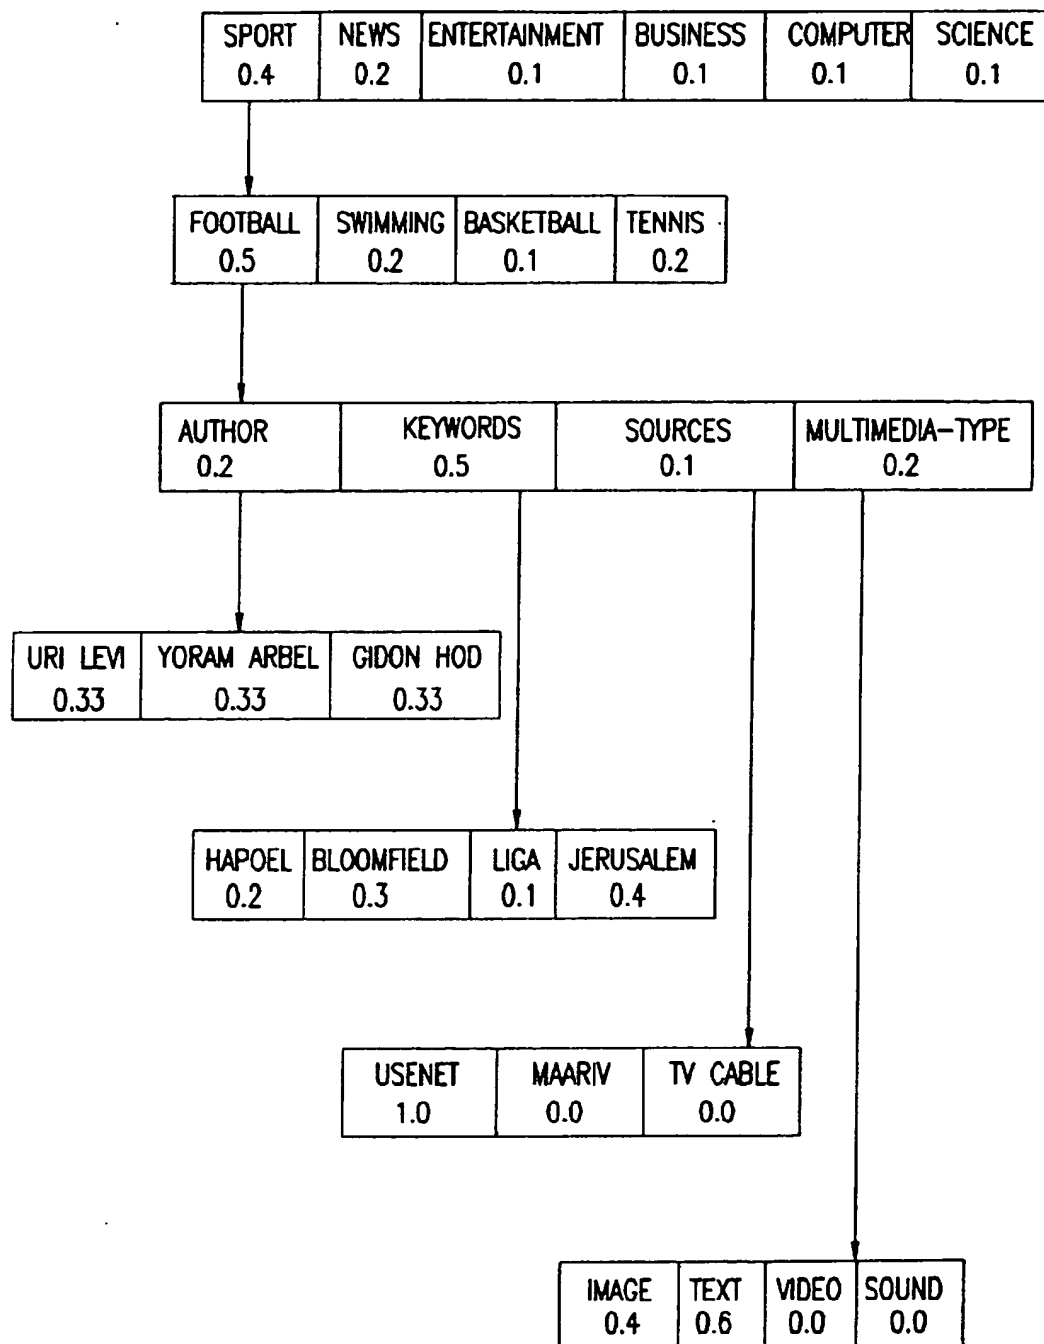 SPORT NEWS ENTERTAINMENT BUSINESS COMPUTER SCIENCE
0.4 0.2 0.1 0.1 0.1 0.1
FOOTBALL SWIMMING BASKETBALL TENNIS
0.5 0.2 0.1 0.2
AUTHOR KEYWORDS SOURCES MULTIMEDIA-TYPE
0.2 0.5 0.1 0.2
URI LEVI YORAM ARBEL GIDON HOD
0.33 0.33 0.33
HAPOEL BLOOMFIELD LIGA JERUSALEM
0.2 0.3 0.1 0.4
USENET MAARIV TV CABLE
1.0 0.0 0.0
IMAGE TEXT VIDEO SOUND
0.4 0.6 0.0 0.0